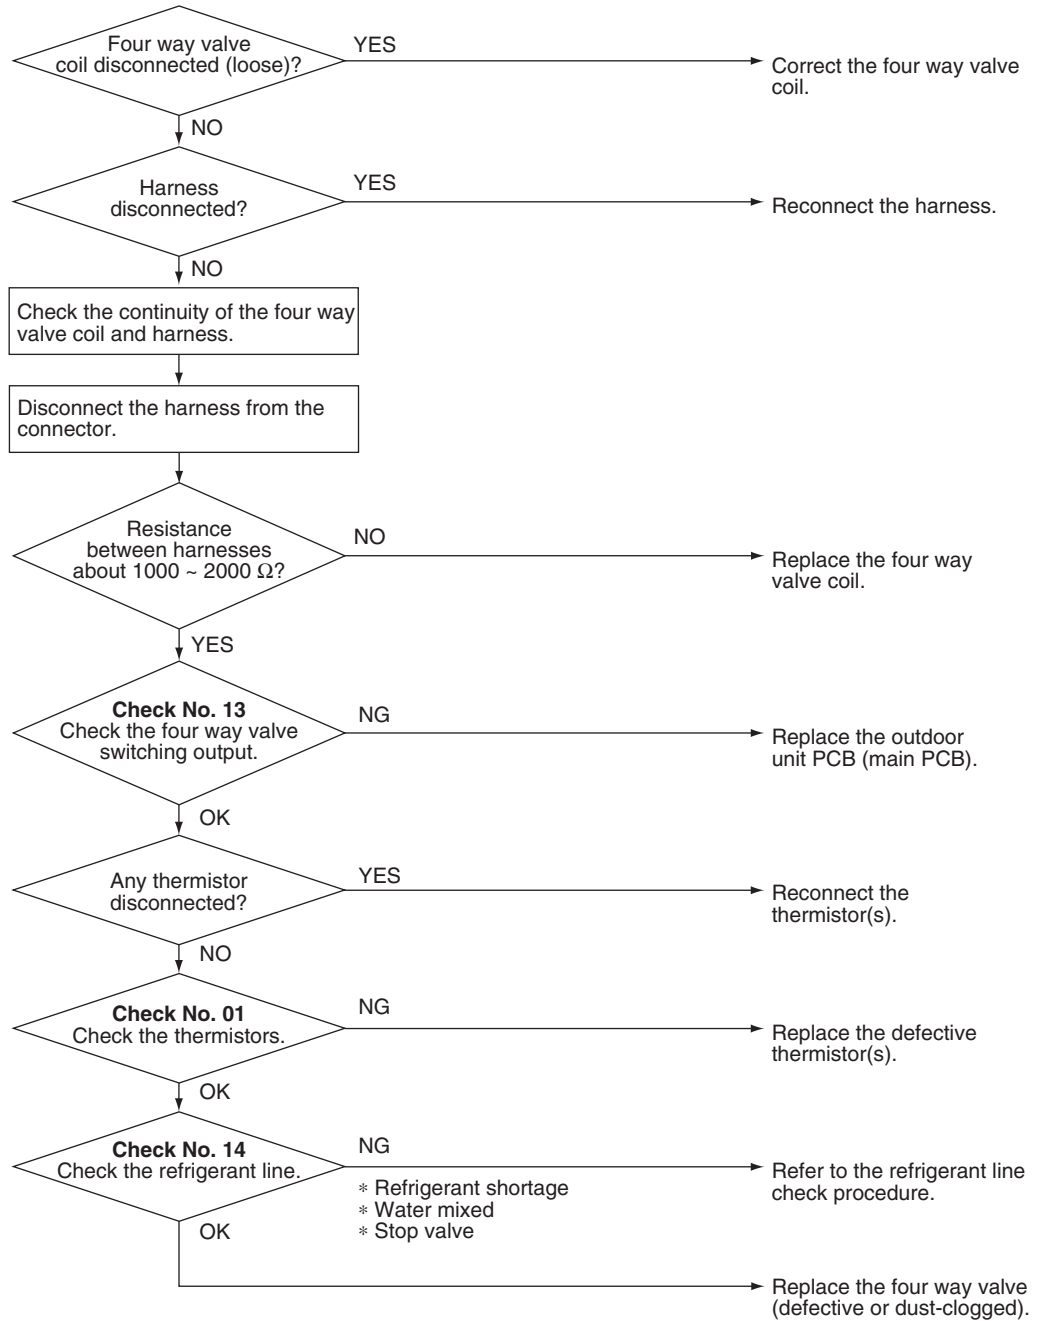 Four way valve
coil disconnected (loose)?
YES
Correct the four way valve
coil.
NO
Harness
disconnected?
YES
Reconnect the harness.
NO
Check the continuity of the four way
valve coil and harness.
Disconnect the harness from the
connector.
Resistance
between harnesses
about 1000 ~ 2000 Ω?
NO
Replace the four way
valve coil.
YES
Check No. 13
Check the four way valve
switching output.
NG
Replace the outdoor
unit PCB (main PCB).
OK
Any thermistor
disconnected?
YES
Reconnect the
thermistor(s).
NO
Check No. 01
Check the thermistors.
NG
Replace the defective
thermistor(s).
OK
Check No. 14
Check the refrigerant line.
NG
∗ Refrigerant shortage
∗ Water mixed
∗ Stop valve
Refer to the refrigerant line
check procedure.
OK
Replace the four way valve
(defective or dust-clogged).